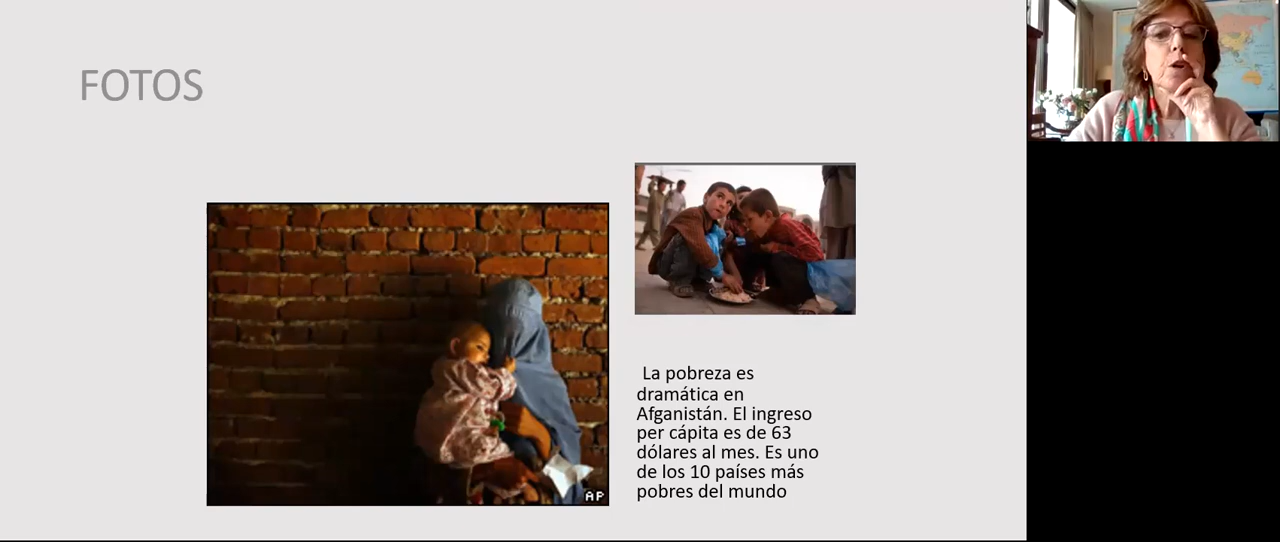 FOTOS
AP
La pobreza es
dramática en
Afganistán. El ingreso
per cápita es de 63
dólares al mes. Es uno
de los 10 países más
pobres del mundo